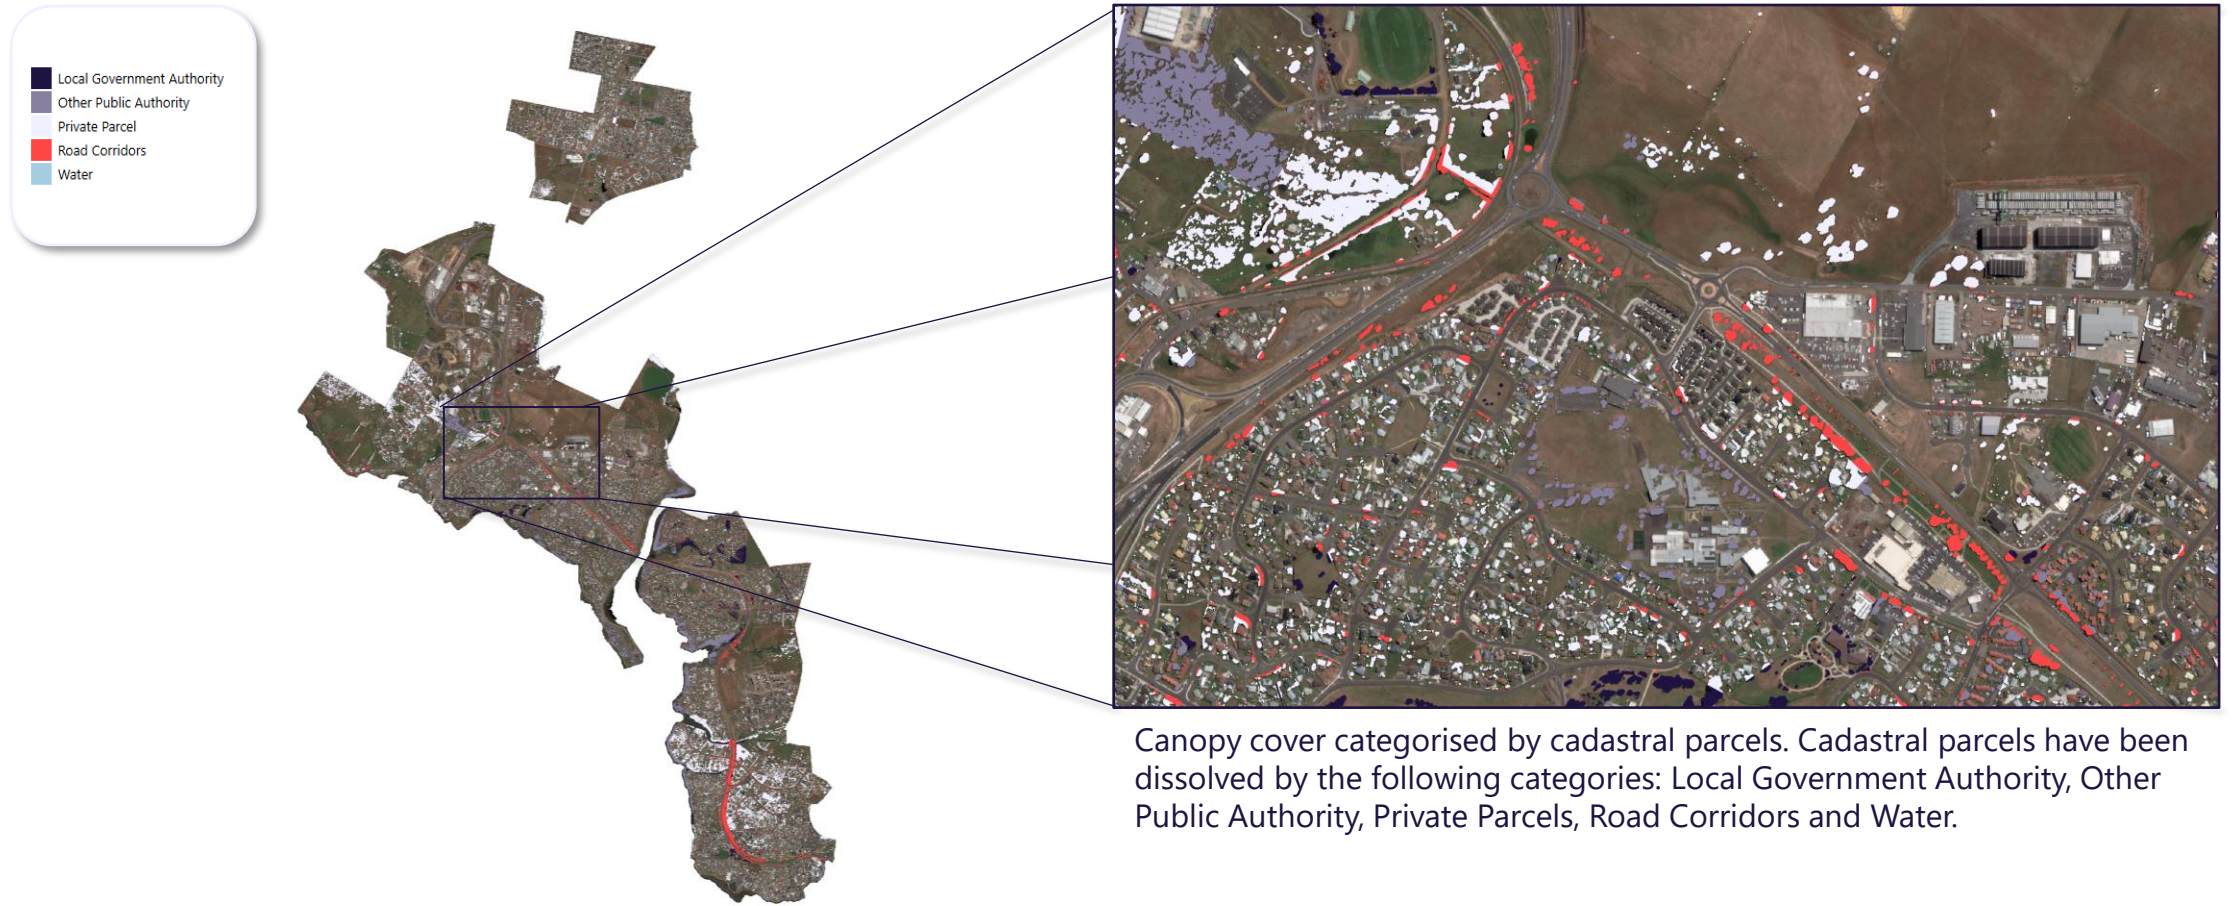 Local Government Authority
Other Public Authority
Private Parcel
Road Corridors
Water
Canopy cover categorised by cadastral parcels. Cadastral parcels have been
dissolved by the following categories: Local Government Authority, Other
Public Authority, Private Parcels, Road Corridors and Water.